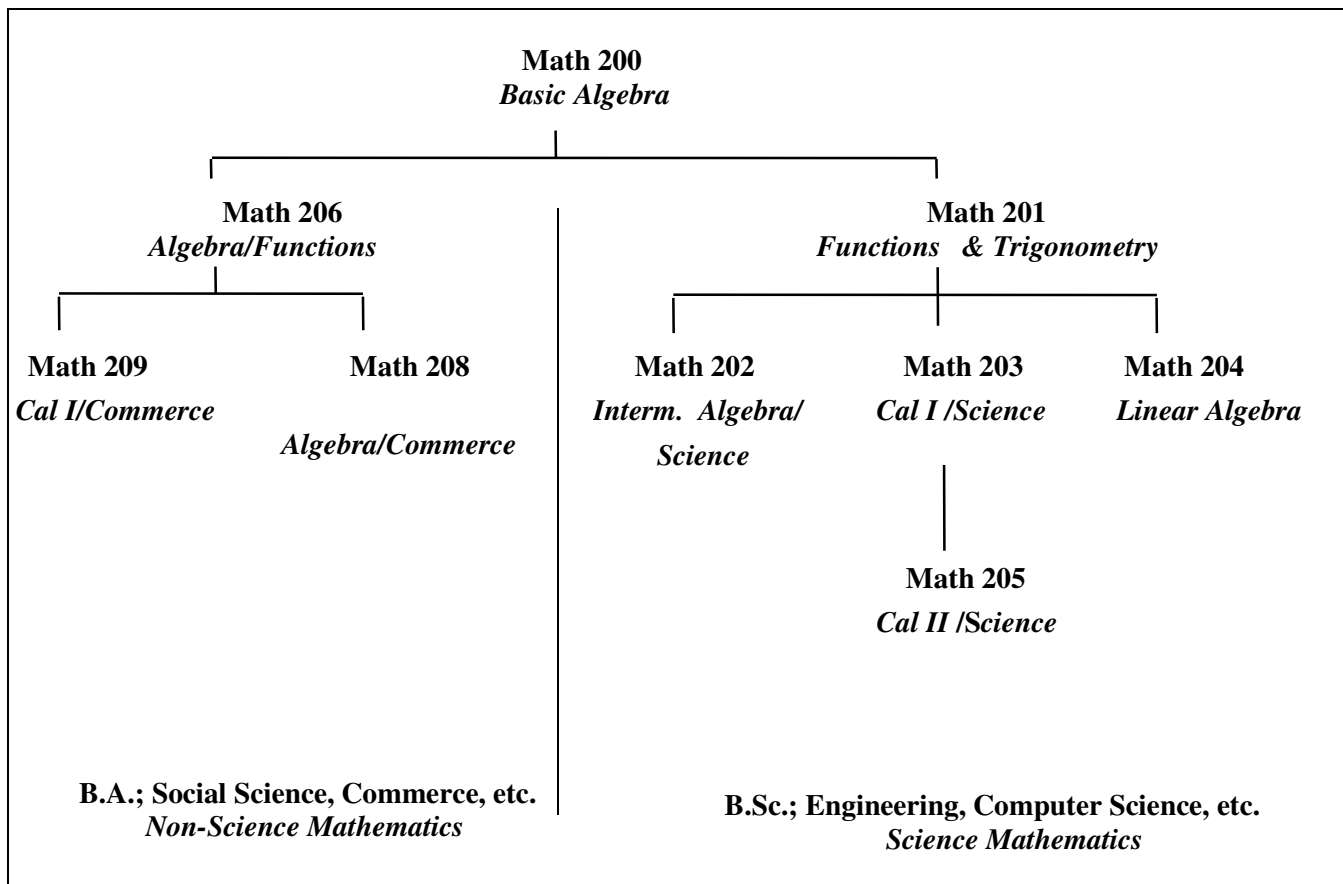 Math 200
Basic Algebra
Math 206
Algebra/Functions
Math 201
Functions & Trigonometry
Math 209
Cal I/Commerce
Math 208
Algebra/Commerce
Math 202
Interm. Algebra/
Science
Math 203
Cal I /Science
Math 204
Linear Algebra
Math 205
Cal II /Science
B.A.; Social Science, Commerce, etc.
Non-Science Mathematics
B.Sc.; Engineering, Computer Science, etc.
Science Mathematics